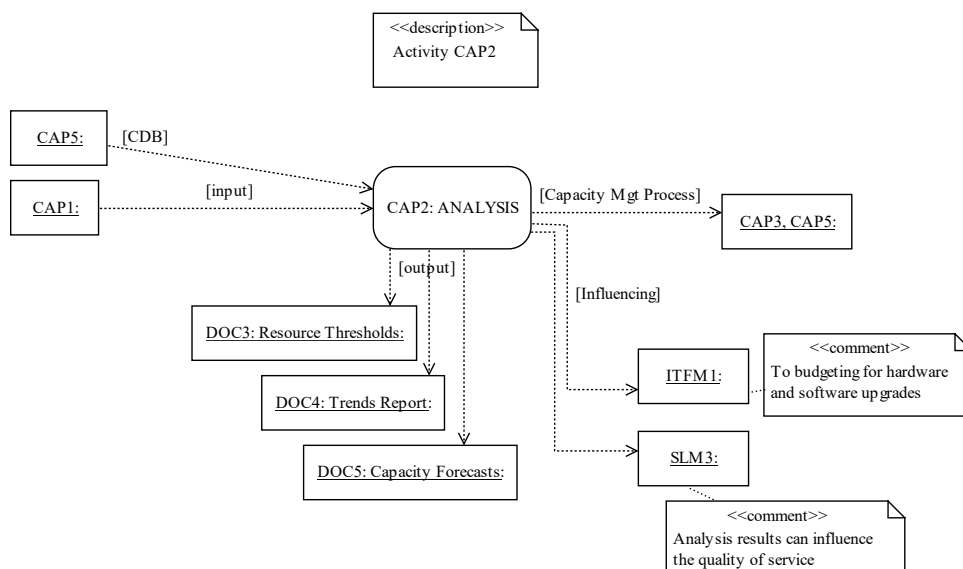 <<description>>
Activity CAP2
CAP5:
[CDB]
CAP1:
[input]
CAP2: ANALYSIS
[Capacity Mgt Process]
CAP3, CAP5:
[output]
[Influencing]
DOC3: Resource Thresholds:
DOC4: Trends Report:
DOC5: Capacity Forecasts:
ITFM1:
<<comment>>
To budgeting for hardware
and software upgrades
SLM3:
<<comment>>
Analysis results can influence
the quality of service